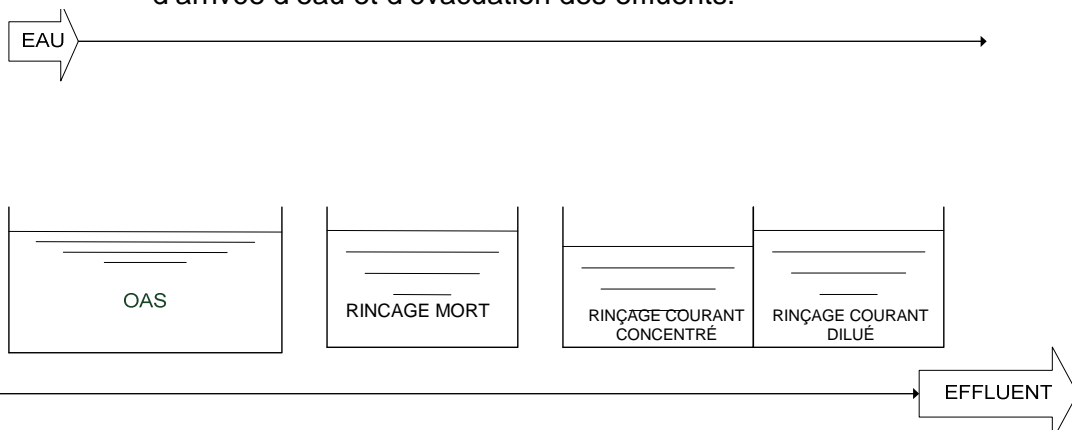 d'arrivée d'eau et d'évacuation des effluents.
EAU
OAS
RINCAGE MORT
RINÇAGE COURANT
CONCENTRÉ
RINÇAGE COURANT
DILUÉ
EFFLUENT